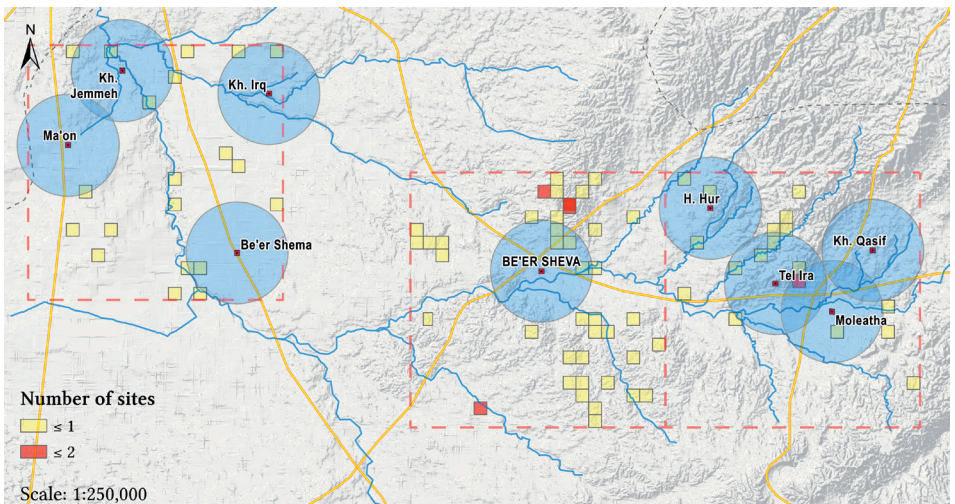 N
Kh.
Jemmeh
Kh. Irq
Ma'on
Be'er Shema
BE'ER SHEVA
H. Hur
Kh. Qasif
Tel Ira
Moleatha
Number of sites
≤ 1
≤ 2
Scale: 1:250,000